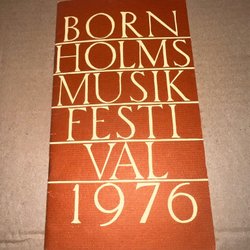 BORN
HOLMS
MUSIK
FESTI
VAL
1976